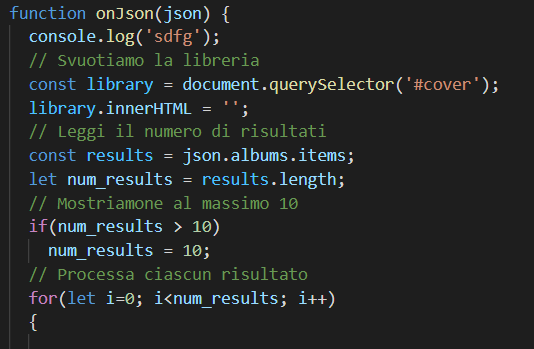 function onJson(json) {
  console.log('sdfg');
  // Svuotiamo la libreria
  const library = document.querySelector('#cover');
  library.innerHTML = '';
  // Leggi il numero di risultati
  const results = json.albums.items;
  let num_results = results.length;
  // Mostriamone al massimo 10
  if(num_results > 10)
    num_results = 10;
  // Processa ciascun risultato
  for(let i=0; i<num_results; i++)
  {